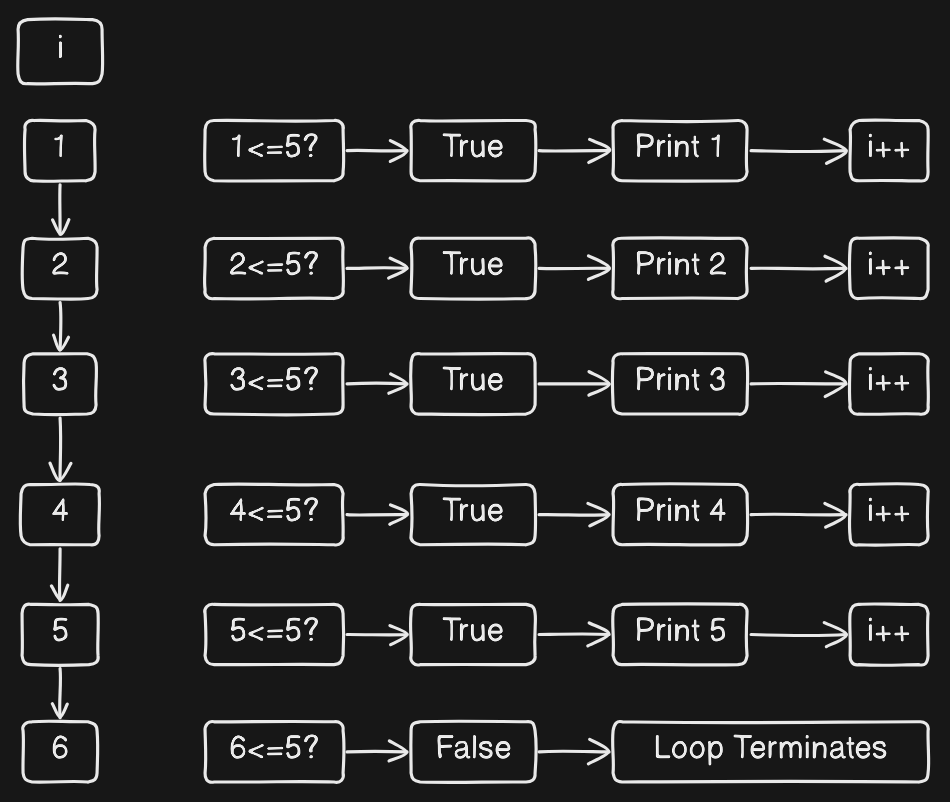 i
1 1<=5? True Print 1 i++
2 2<=5? True Print 2 i++
3 3<=5? True Print 3 i++
4 4<=5? True Print 4 i++
5 5<=5? True Print 5 i++
6 6<=5? False Loop Terminates